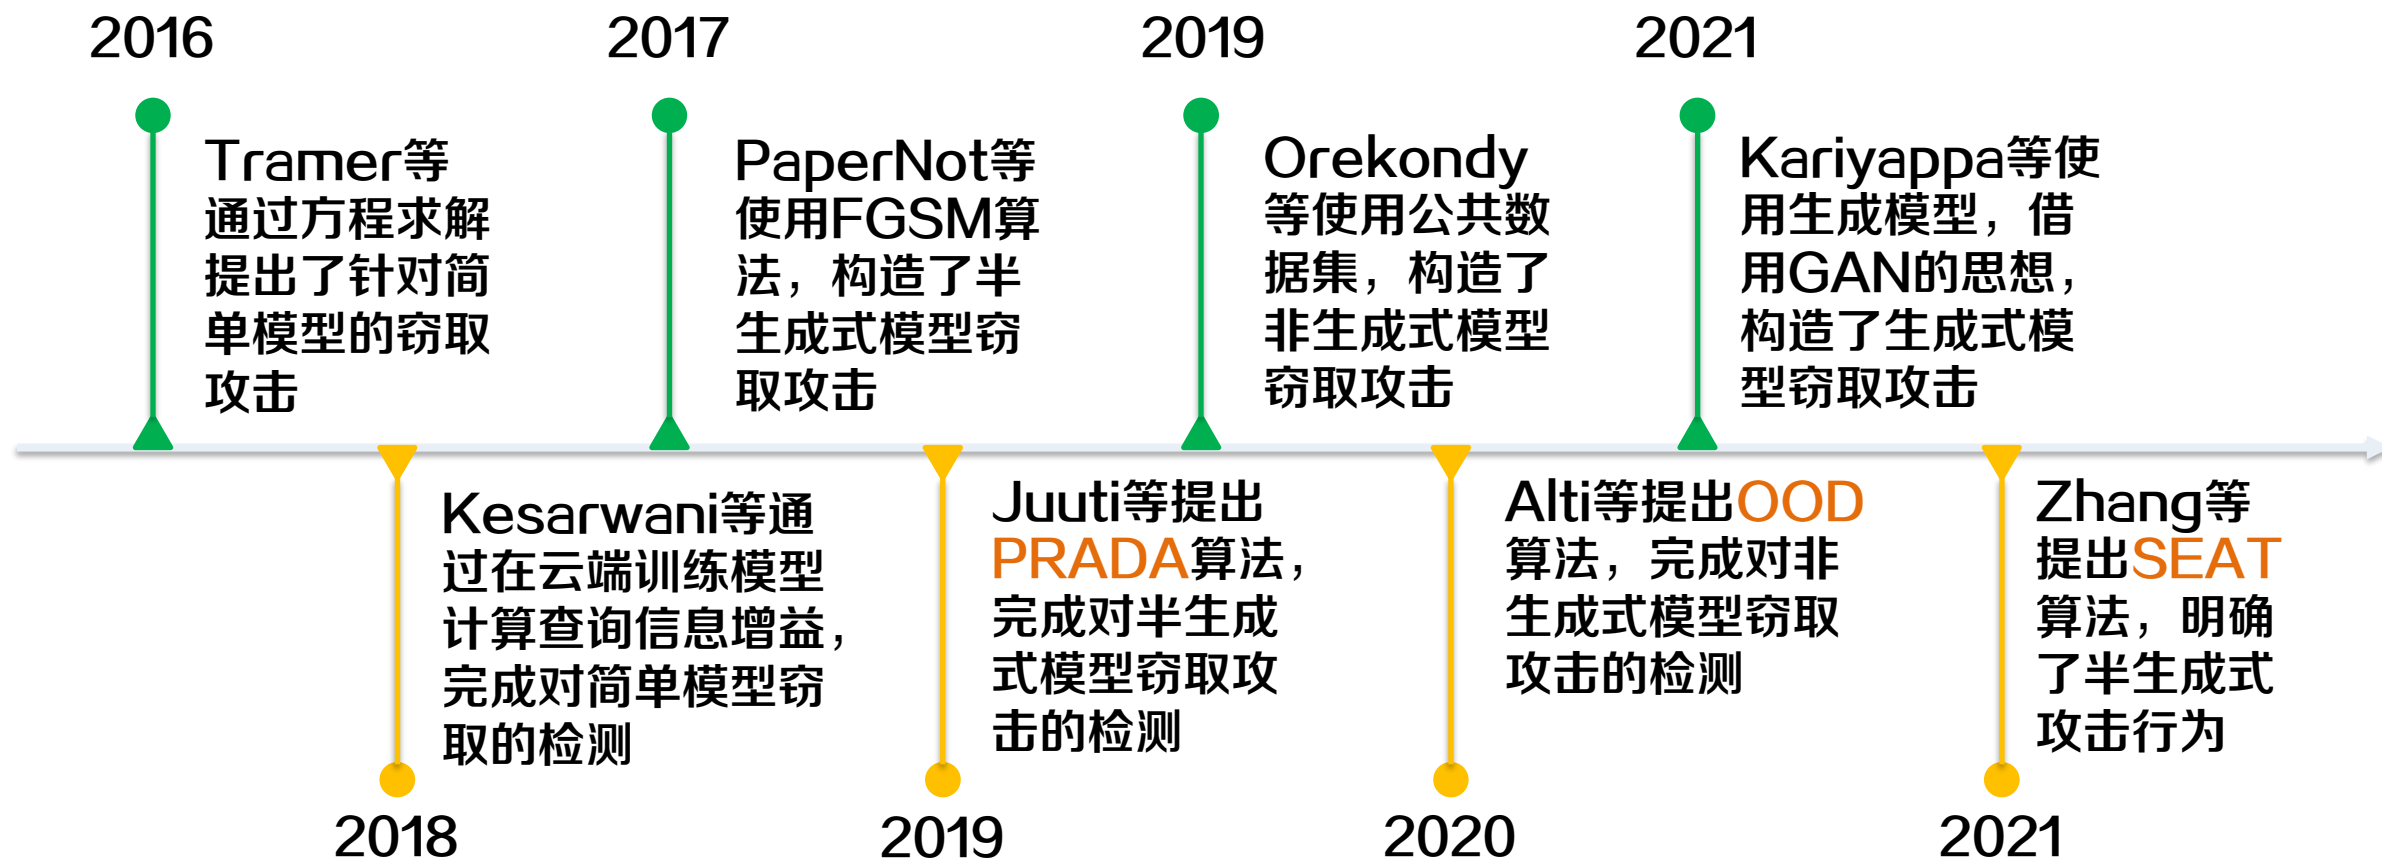 2016
2017
2019
2021
Tramer等
通过方程求解
提出了针对简
单模型的窃取
攻击
PaperNot等
使用FGSM算
法，构造了半
生成式模型窃
取攻击
Orekondy
等使用公共数
据集，构造了
非生成式模型
窃取攻击
Kariyappa等使
用生成模型，借
用GAN的思想，
构造了生成式模
型窃取攻击
Kesarwani等通
过在云端训练模型
计算查询信息增益，
完成对简单模型窃
取的检测
Juuti等提出
PRADA算法，
完成对半生成
式模型窃取攻
击的检测
Alti等提出OOD
算法，完成对非
生成式模型窃取
攻击的检测
Zhang等
提出SEAT
算法，明确
了半生成式
攻击行为
2018
2019
2020
2021